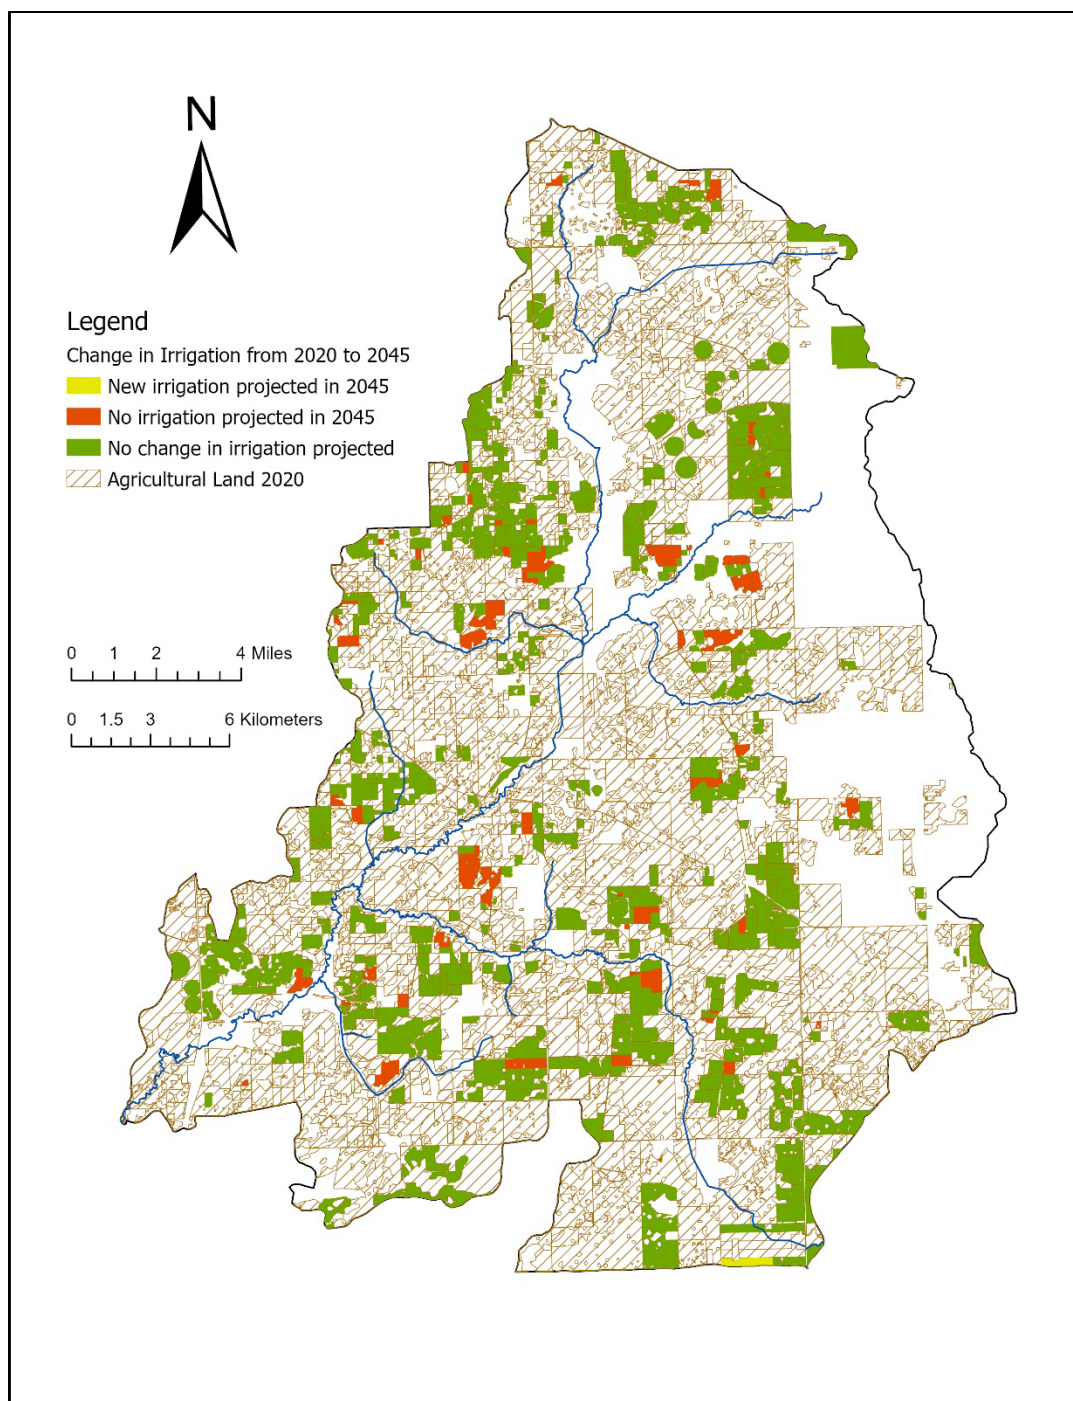 N
Legend
Change in Irrigation from 2020 to 2045
New irrigation projected in 2045
No irrigation projected in 2045
No change in irrigation projected
Agricultural Land 2020
0 1 2 4 Miles
0 1.5 3 6 Kilometers